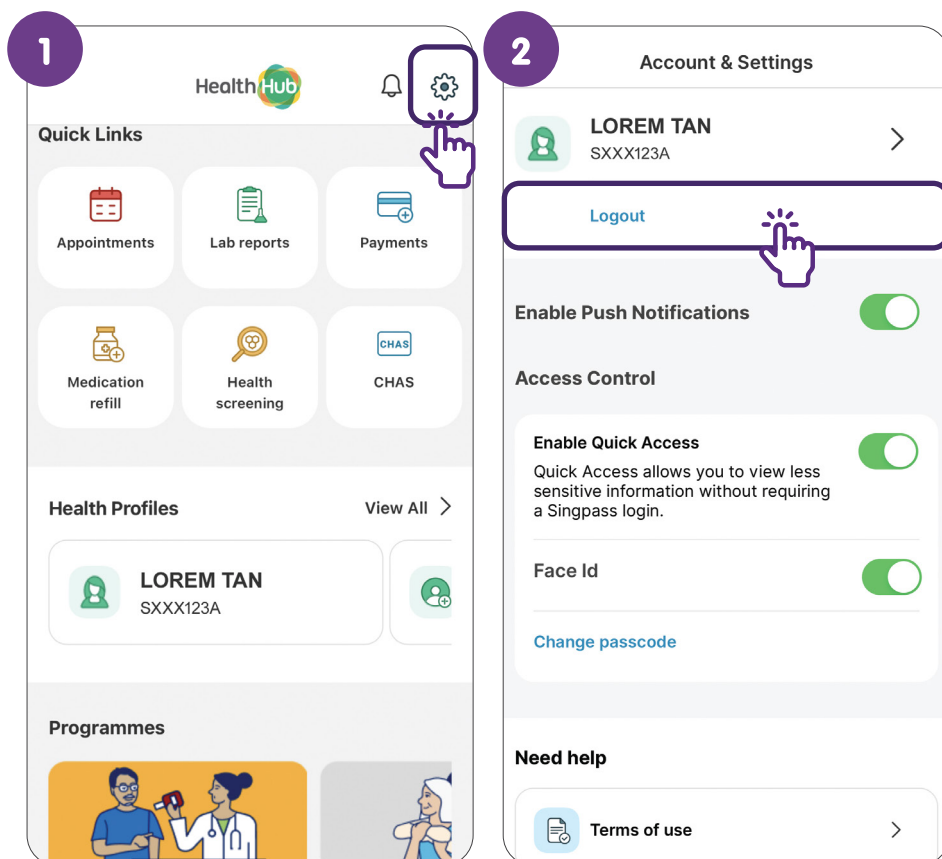 1
HealthHub
Quick Links
Appointments
Lab reports
Payments
Medication
refill
Health
screening
CHAS
CHAS
Health Profiles
View All
LOREM TAN
SXXX123A
Programmes
2
Account & Settings
LOREM TAN
SXXX123A
Logout
Enable Push Notifications
Access Control
Enable Quick Access
Quick Access allows you to view less
sensitive information without requiring
a Singpass login.
Face Id
Change passcode
Need help
Terms of use